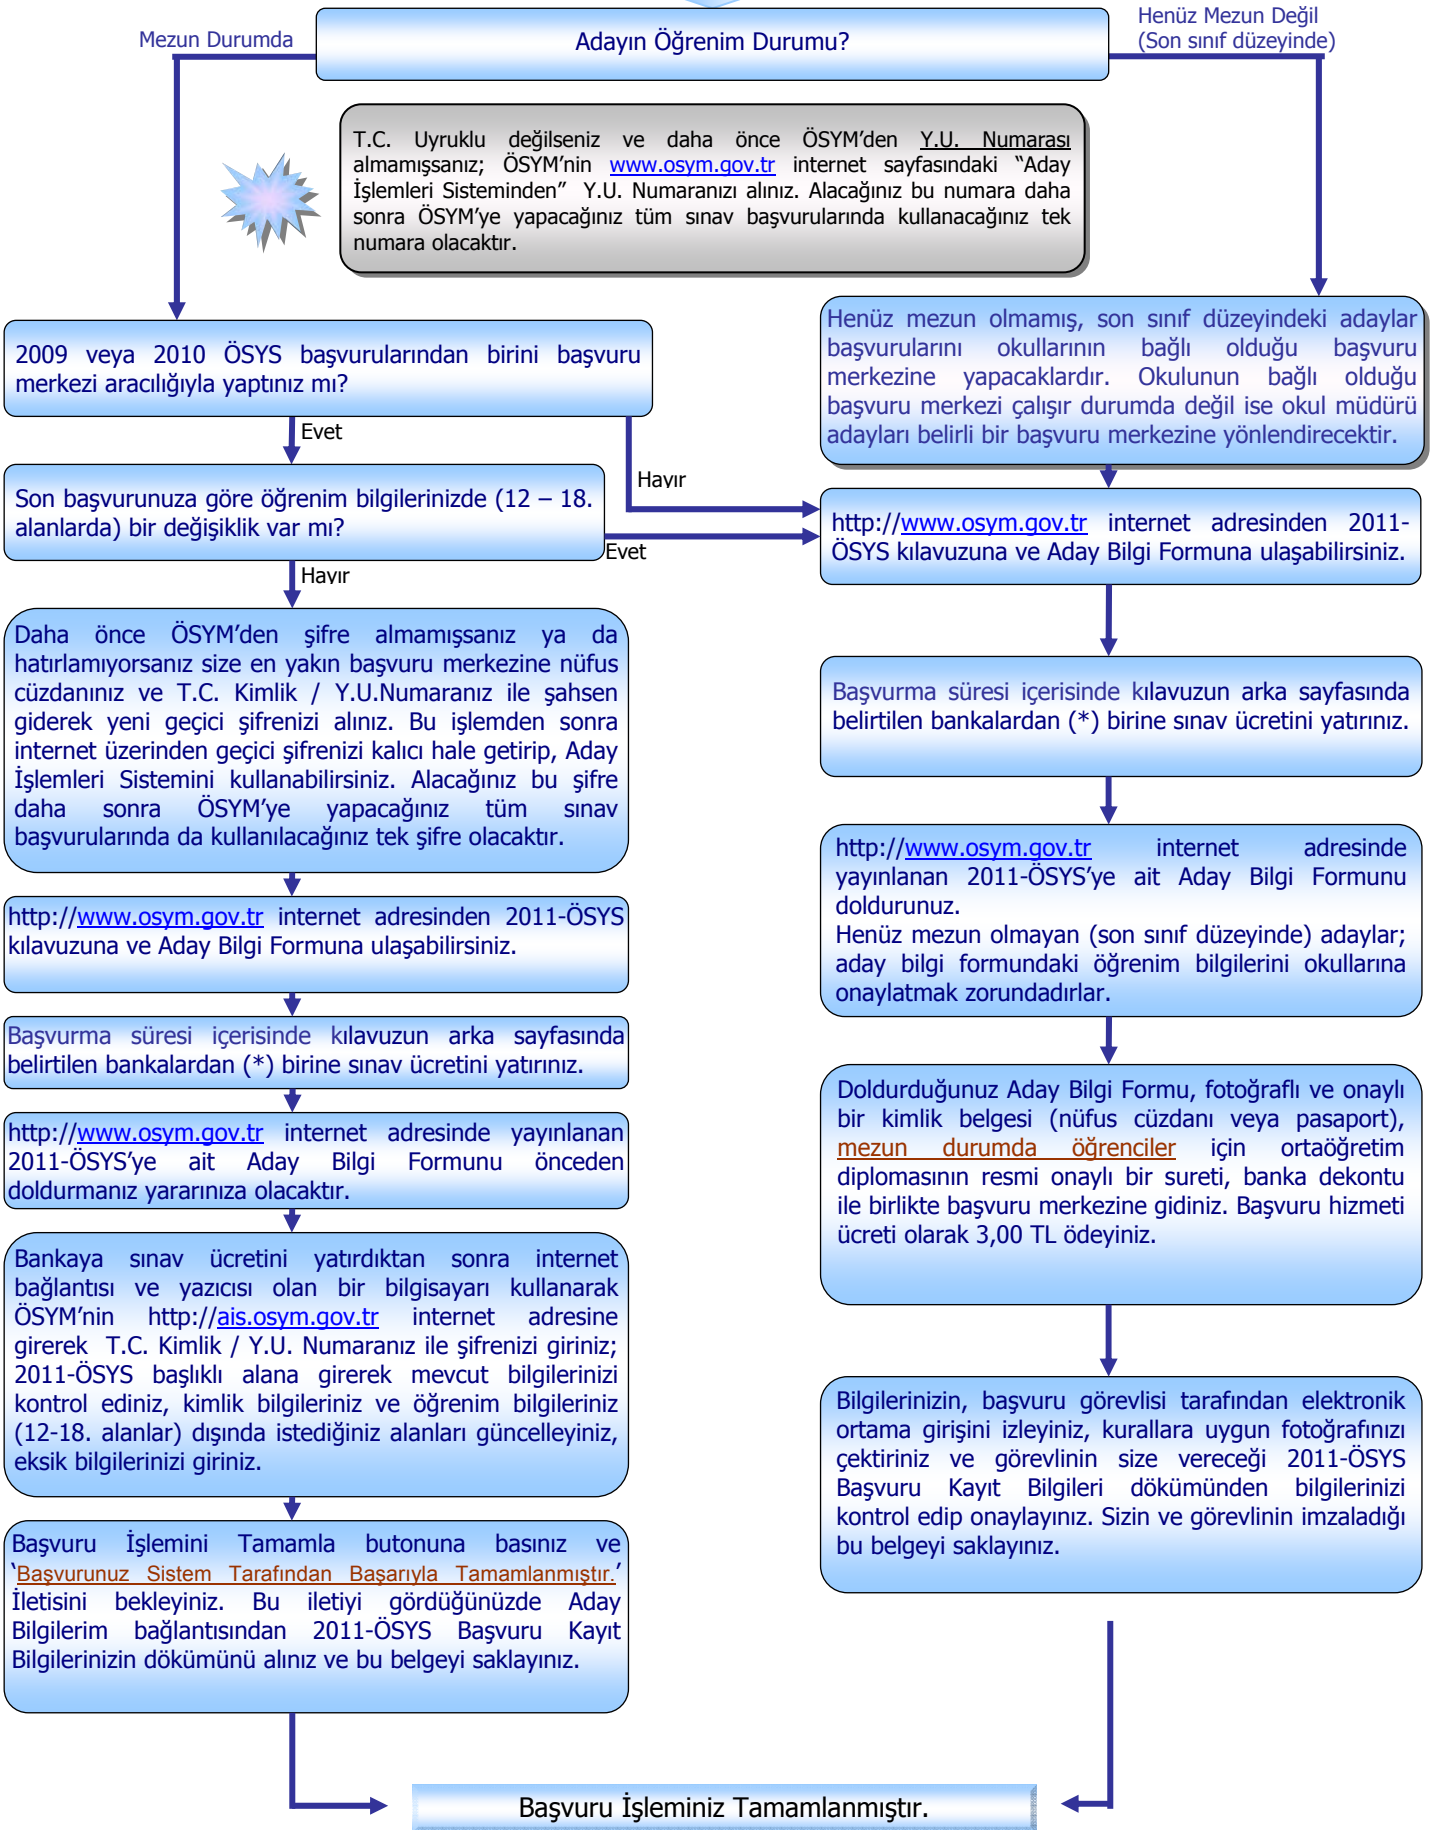 Mezun Durumda
Adayın Öğrenim Durumu?
Henüz Mezun Değil
(Son sınıf düzeyinde)
T.C. Uyruklu değilseniz ve daha önce ÖSYM’den Y.U. Numarası
almamışsanız; ÖSYM’nin www.osym.gov.tr internet sayfasındaki “Aday
İşlemleri Sisteminden” Y.U. Numaranızı alınız. Alacağınız bu numara daha
sonra ÖSYM’ye yapacağınız tüm sınav başvurularında kullanacağınız tek
numara olacaktır.
2009 veya 2010 ÖSYS başvurularından birini başvuru
merkezi aracılığıyla yaptınız mı?
Evet
Hayır
Son başvurunuza göre öğrenim bilgilerinizde (12 – 18.
alanlarda) bir değişiklik var mı?
Evet
Hayır
Daha önce ÖSYM’den şifre almamışsanız ya da
hatırlamıyorsanız size en yakın başvuru merkezine nüfus
cüzdanınız ve T.C. Kimlik / Y.U.Numaranız ile şahsen
giderek yeni geçici şifrenizi alınız. Bu işlemden sonra
internet üzerinden geçici şifrenizi kalıcı hale getirip, Aday
İşlemleri Sistemini kullanabilirsiniz. Alacağınız bu şifre
daha sonra ÖSYM’ye yapacağınız tüm sınav
başvurularında da kullanılacağınız tek şifre olacaktır.
http://www.osym.gov.tr internet adresinden 2011-ÖSYS
kılavuzuna ve Aday Bilgi Formuna ulaşabilirsiniz.
Başvurma süresi içerisinde kılavuzun arka sayfasında
belirtilen bankalardan (*) birine sınav ücretini yatırınız.
http://www.osym.gov.tr internet adresinde yayınlanan
2011-ÖSYS’ye ait Aday Bilgi Formunu önceden
doldurmanız yararınıza olacaktır.
Bankaya sınav ücretini yatırdıktan sonra internet
bağlantısı ve yazıcısı olan bir bilgisayarı kullanarak
ÖSYM’nin http://ais.osym.gov.tr internet adresine
girerek T.C. Kimlik / Y.U. Numaranız ile şifrenizi giriniz;
2011-ÖSYS başlıklı alana girerek mevcut bilgilerinizi
kontrol ediniz, kimlik bilgileriniz ve öğrenim bilgileriniz
(12-18. alanlar) dışında istediğiniz alanları güncelleyiniz,
eksik bilgilerinizi giriniz.
Başvuru İşlemini Tamamla butonuna basınız ve
‘Başvurunuz Sistem Tarafından Başarıyla Tamamlanmıştır.’
İletisini bekleyiniz. Bu iletiyi gördüğünüzde Aday
Bilgilerim bağlantısından 2011-ÖSYS Başvuru Kayıt
Bilgilerinizin dökümünü alınız ve bu belgeyi saklayınız.
Henüz mezun olmamış, son sınıf düzeyindeki adaylar
başvurularını okullarının bağlı olduğu başvuru
merkezine yapacaklardır. Okulunun bağlı olduğu
başvuru merkezi çalışır durumda değil ise okul müdürü
adayları belirli bir başvuru merkezine yönlendirecektir.
http://www.osym.gov.tr internet adresinden 2011-
ÖSYS kılavuzuna ve Aday Bilgi Formuna ulaşabilirsiniz.
Başvurma süresi içerisinde kılavuzun arka sayfasında
belirtilen bankalardan (*) birine sınav ücretini yatırınız.
http://www.osym.gov.tr internet adresinde
yayınlanan 2011-ÖSYS’ye ait Aday Bilgi Formunu
doldurunuz.
Henüz mezun olmayan (son sınıf düzeyinde) adaylar;
aday bilgi formundaki öğrenim bilgilerini okullarına
onaylatmak zorundadırlar.
Doldurduğunuz Aday Bilgi Formu, fotoğraflı ve onaylı
bir kimlik belgesi (nüfus cüzdanı veya pasaport),
mezun durumda öğrenciler için ortaöğretim
diplomasının resmi onaylı bir sureti, banka dekontu
ile birlikte başvuru merkezine gidiniz. Başvuru hizmeti
ücreti olarak 3,00 TL ödeyiniz.
Bilgilerinizin, başvuru görevlisi tarafından elektronik
ortama girişini izleyiniz, kurallara uygun fotoğrafınızı
çektiriniz ve görevlinin size vereceği 2011-ÖSYS
Başvuru Kayıt Bilgileri dökümünden bilgilerinizi
kontrol edip onaylayınız. Sizin ve görevlinin imzaladığı
bu belgeyi saklayınız.
Başvuru İşleminiz Tamamlanmıştır.